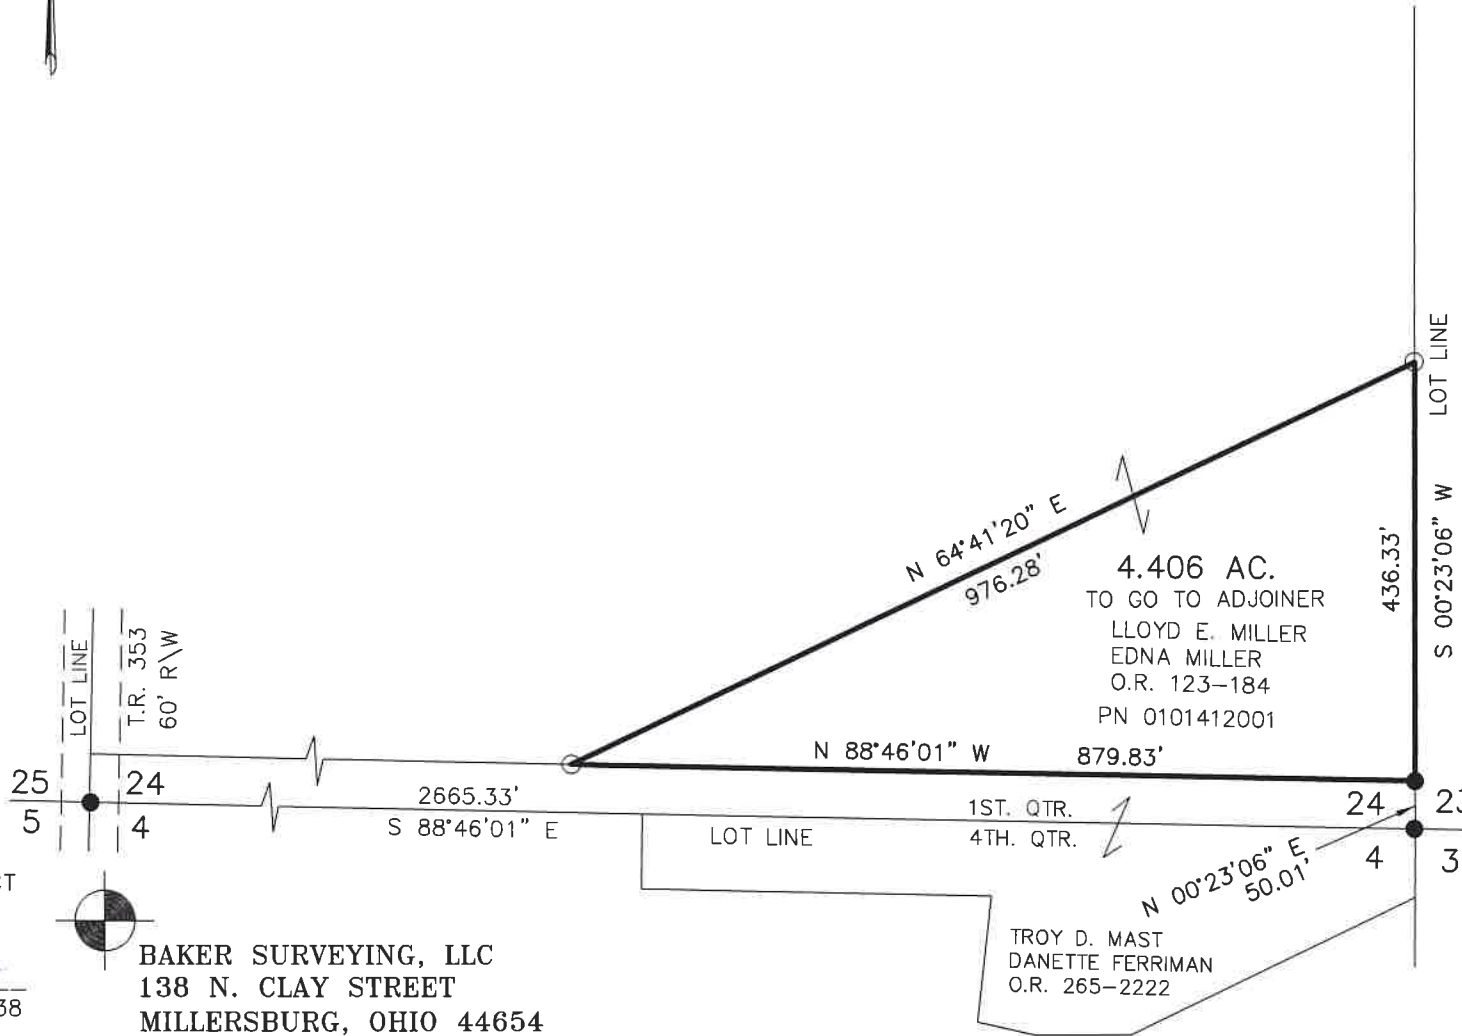 LOT LINE
S 00°23'06" W
436.33'
N 64°41'20" E
976.28'
4.406 AC.
TO GO TO ADJOINER
LLOYD E. MILLER
EDNA MILLER
O.R. 123-184
PN 0101412001
LOT LINE
T.R. 353
60' R\W
N 88°46'01" W 879.83'
25 24
5 4
2665.33'
S 88°46'01" E
LOT LINE
1ST. QTR.
4TH. QTR.
24 23
4 3
N 00°23'06" E
50.01'
TROY D. MAST
DANETTE FERRIMAN
O.R. 265-2222
CT
38
BAKER SURVEYING, LLC
138 N. CLAY STREET
MILLERSBURG, OHIO 44654